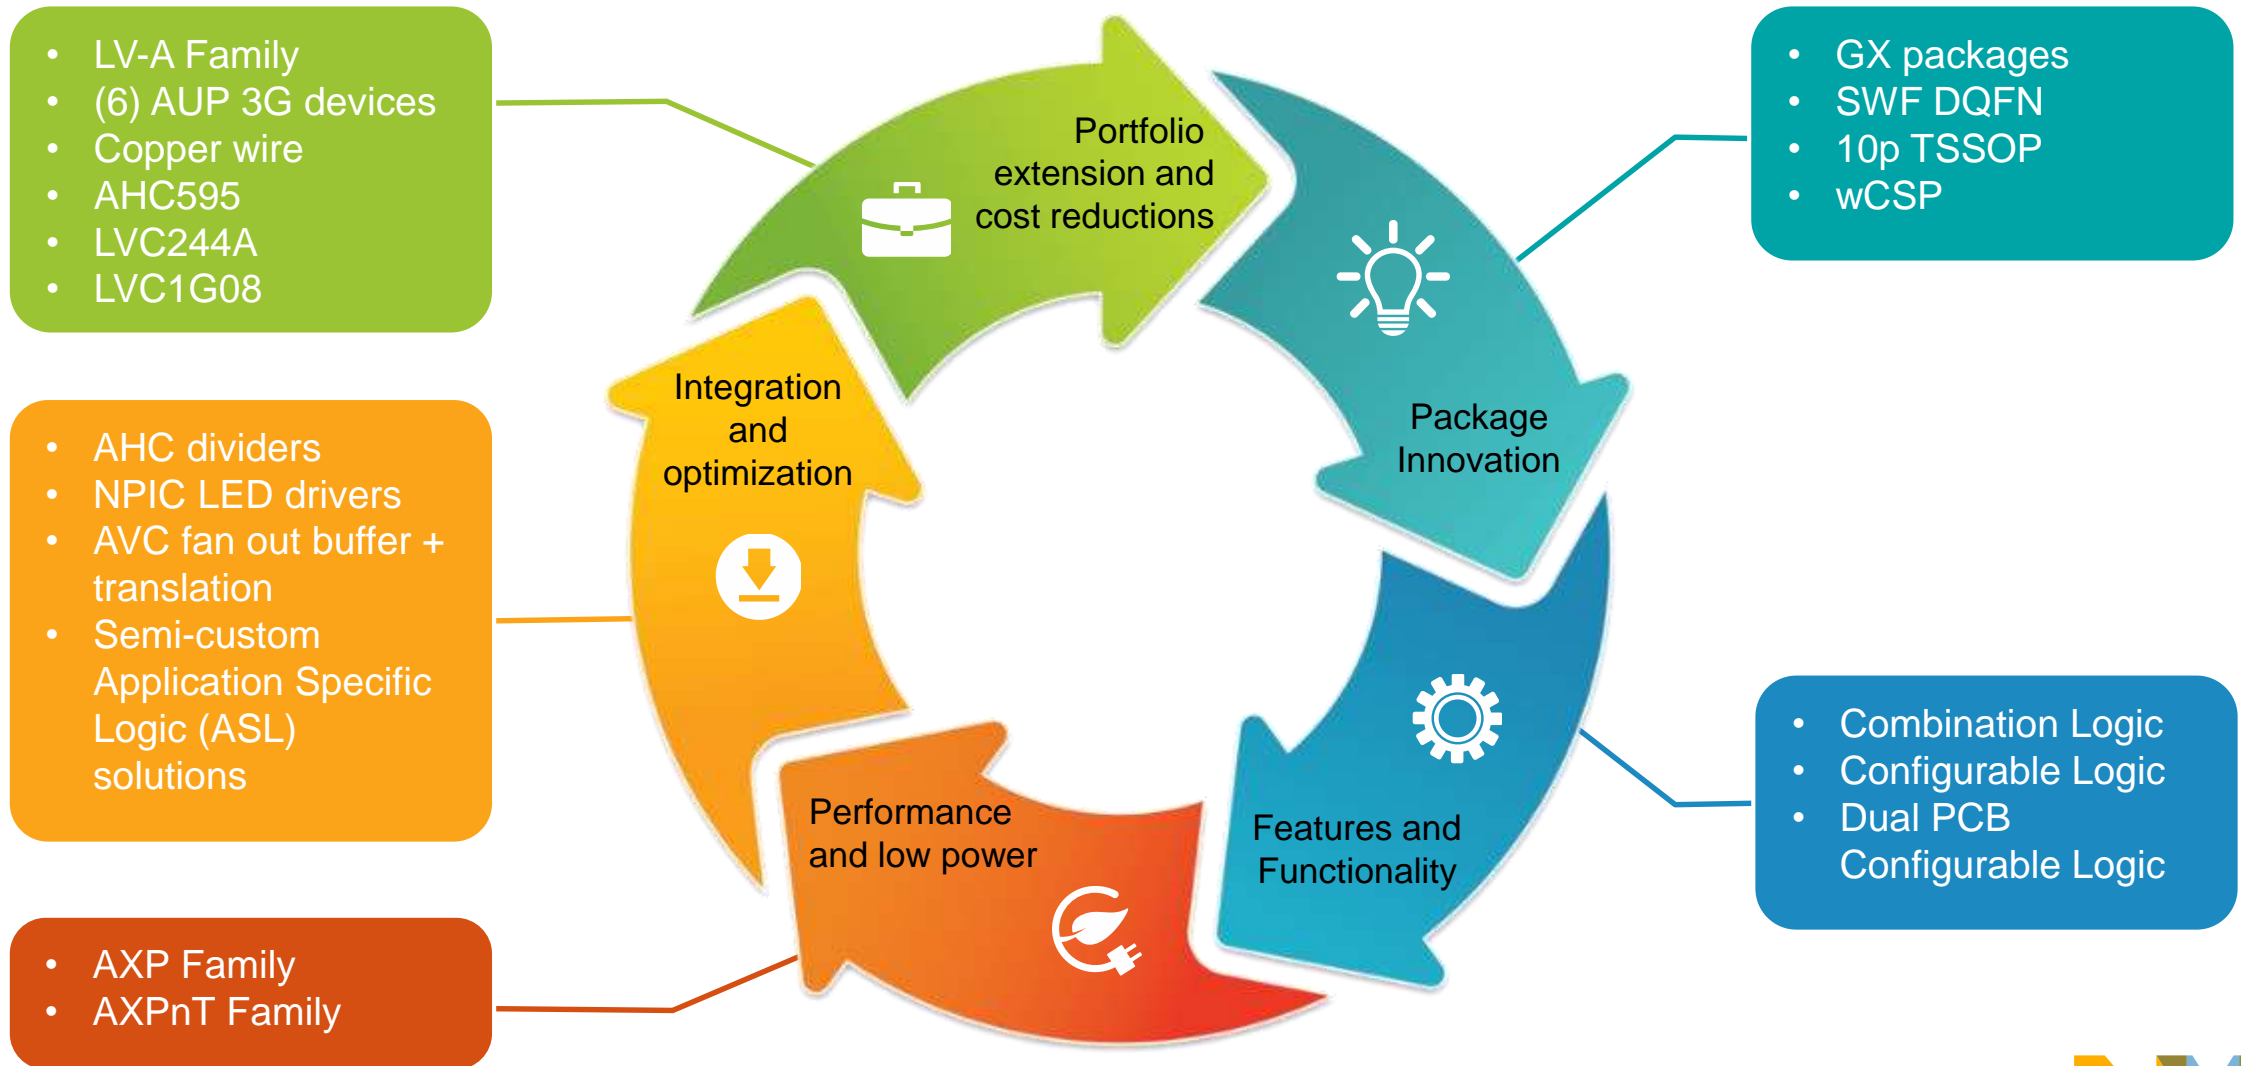 • LV-A Family
• (6) AUP 3G devices
• Copper wire
• AHC595
• LVC244A
• LVC1G08
Portfolio
extension and
cost reductions
• GX packages
• SWF DQFN
• 10p TSSOP
• wCSP
Integration
and
optimization
Package
Innovation
• AHC dividers
• NPIC LED drivers
• AVC fan out buffer +
translation
• Semi-custom
Application Specific
Logic (ASL)
solutions
Performance
and low power
Features and
Functionality
• Combination Logic
• Configurable Logic
• Dual PCB
Configurable Logic
• AXP Family
• AXPnT Family